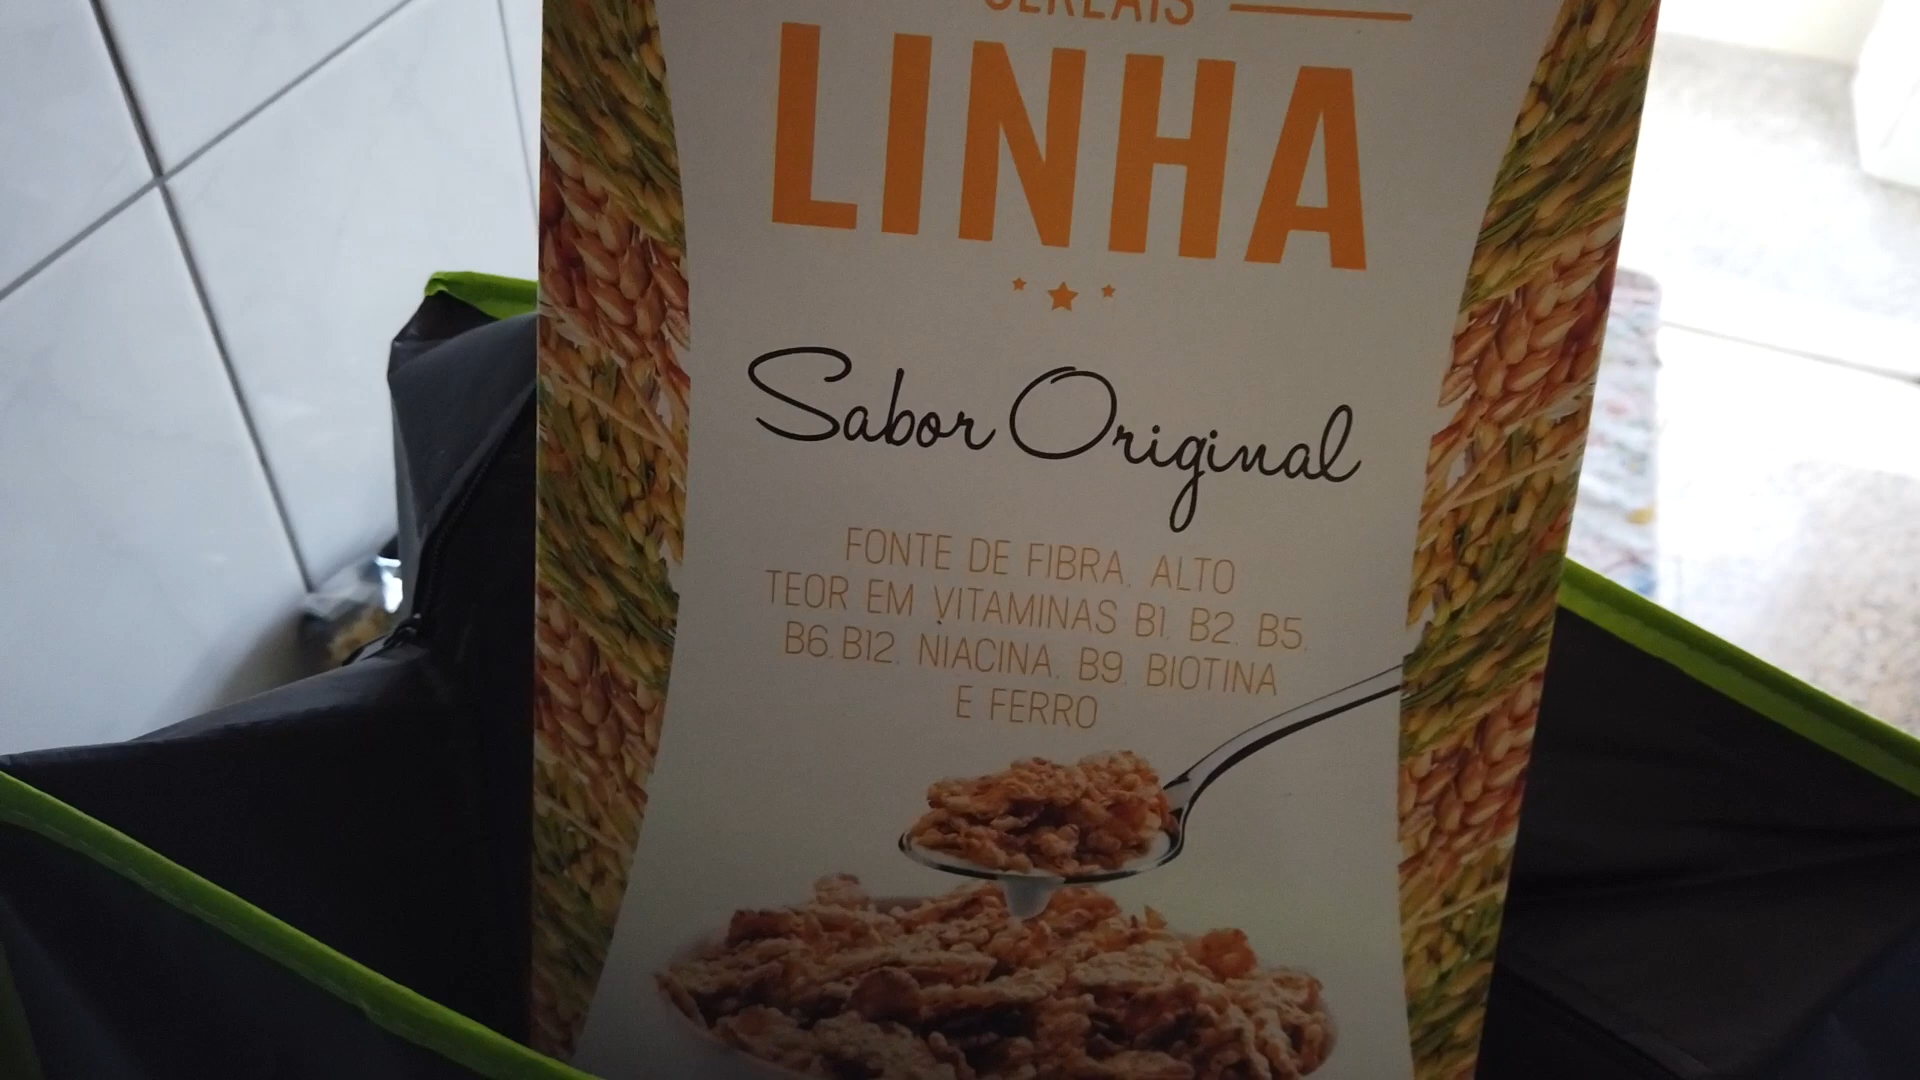 CEREAIS
LINHA
Sabor Original
FONTE DE FIBRA, ALTO
TEOR EM VITAMINAS B1, B2, B5,
B6, B12, NIACINA, B9, BIOTINA
E FERRO